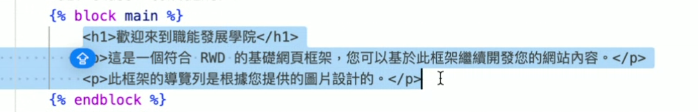 {% block main %}
<h1>歡迎來到職能發展學院</h1>
p>這是一個符合 RWD 的基礎網頁框架，您可以基於此框架繼續開發您的網站內容。</p>
<p>此框架的導覽列是根據您提供的圖片設計的。</p>
{% endblock %}